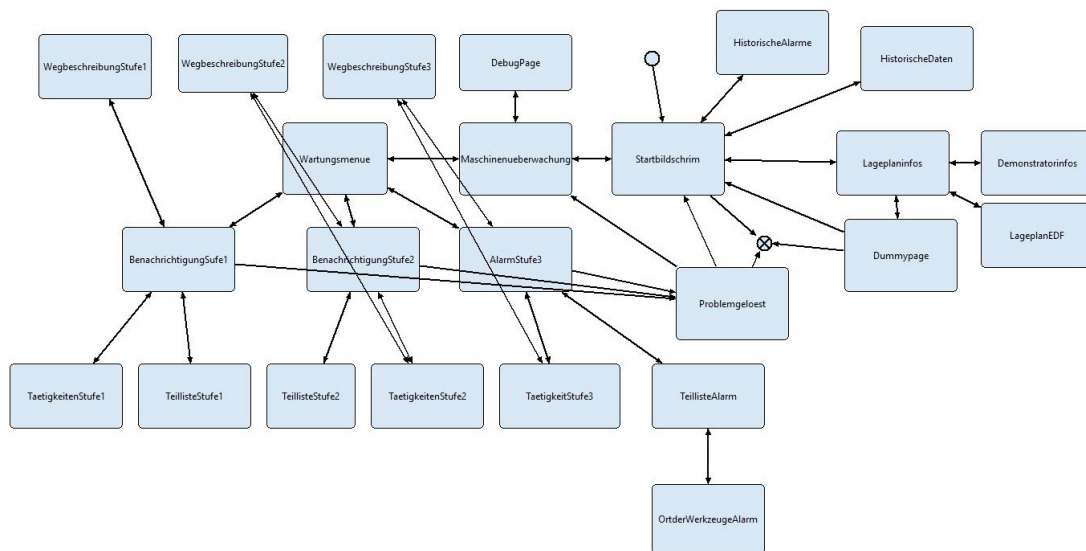 HistorischeAlarme
HistorischeDaten
WegbeschreibungStufe1
WegbeschreibungStufe2
WegbeschreibungStufe3
DebugPage
Wartungsmenue
Maschinenueberwachung
Startbildschrim
Lageplaninfos
Demonstratorinfos
LageplanEDF
BenachrichtigungSufe1
BenachrichtigungStufe2
AlarmStufe3
Dummypage
Problemgeloest
TaetigkeitenStufe1
TeillisteStufe1
TeillisteStufe2
TaetigkeitenStufe2
TaetigkeitStufe3
TeillisteAlarm
OrtderWerkzeugeAlarm